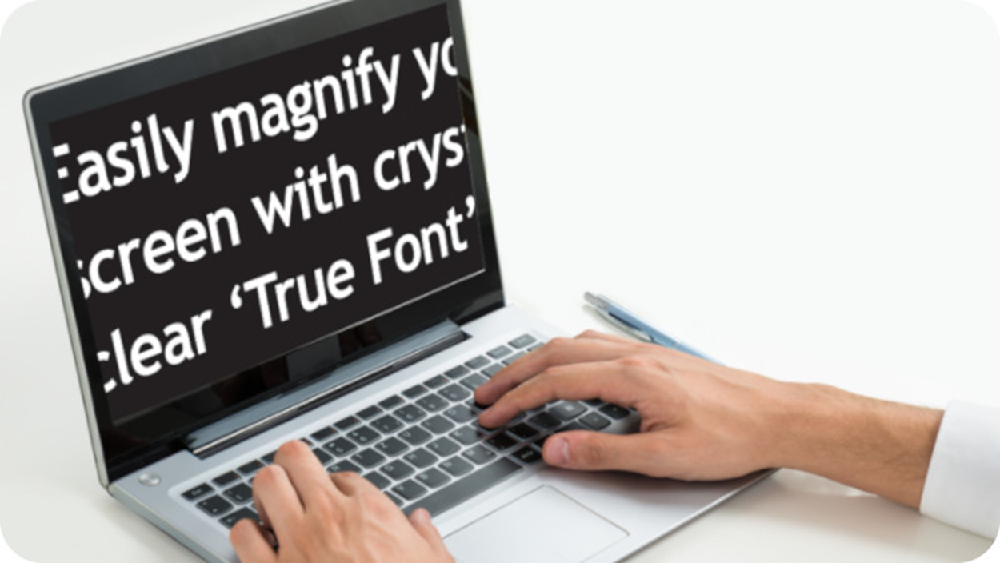 Easily magnify yo
screen with cryst
clear ‘True Font’